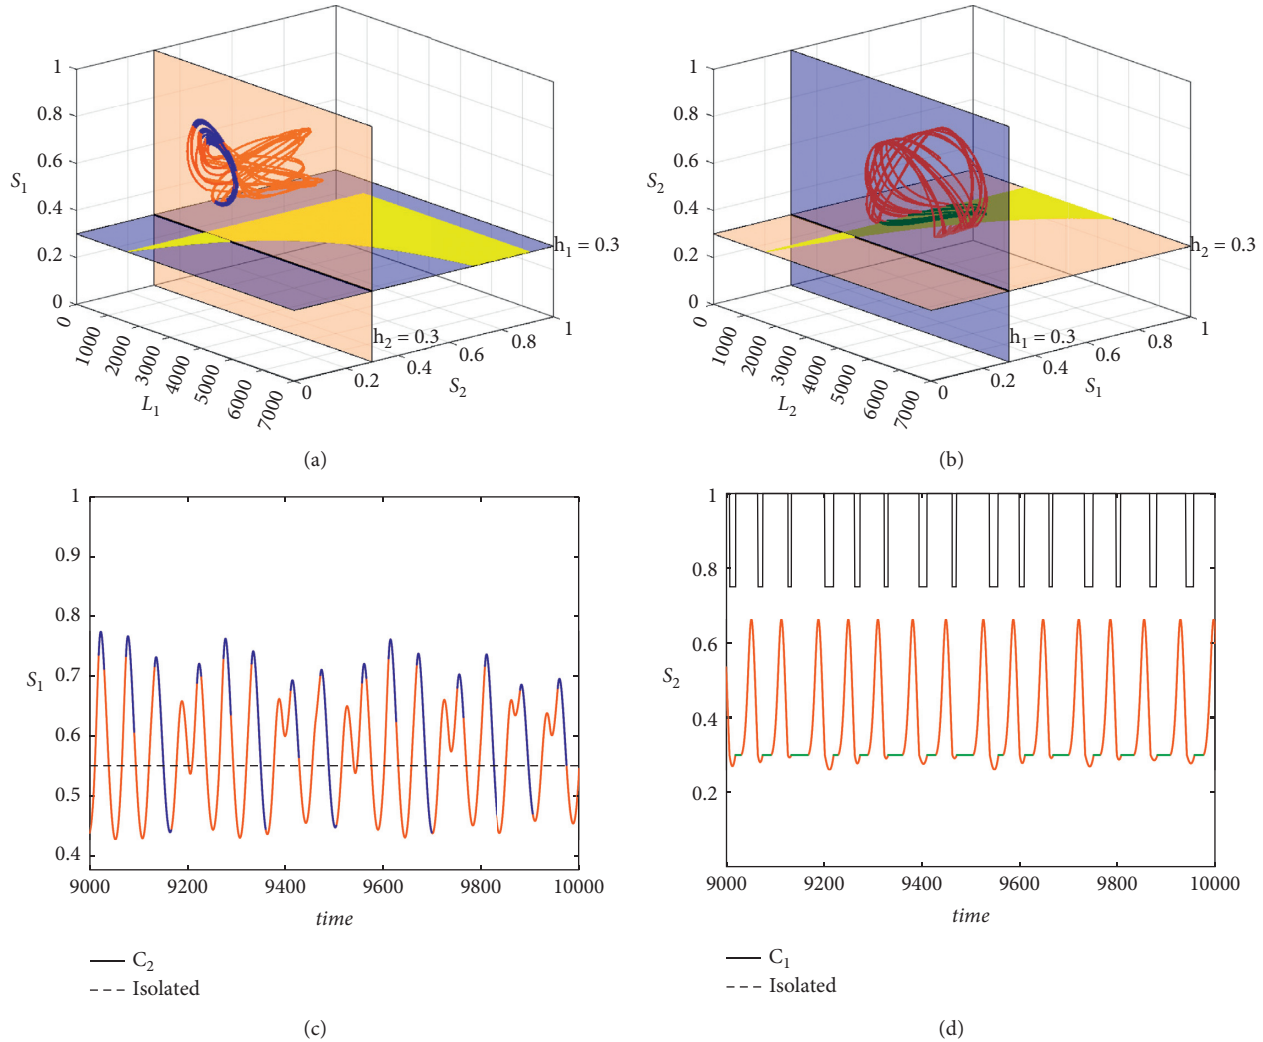 1
0.8
0.6
S1
0.4
0.2
0
0
1000
2000
3000
4000
5000
6000
7000
L1
0
0.2
0.4
0.6
0.8
1
S2
h1 = 0.3
h2 = 0.3
(a)
1
0.8
0.6
S2
0.4
0.2
0
0
1000
2000
3000
4000
5000
6000
7000
L2
0
0.2
0.4
0.6
0.8
1
S1
h2 = 0.3
h1 = 0.3
(b)
1
0.9
0.8
0.7
S1
0.6
0.5
0.4
9000 9200 9400 9600 9800 10000
time
C2
Isolated
(c)
1
0.8
0.6
S2
0.4
0.2
9000 9200 9400 9600 9800 10000
time
C1
Isolated
(d)